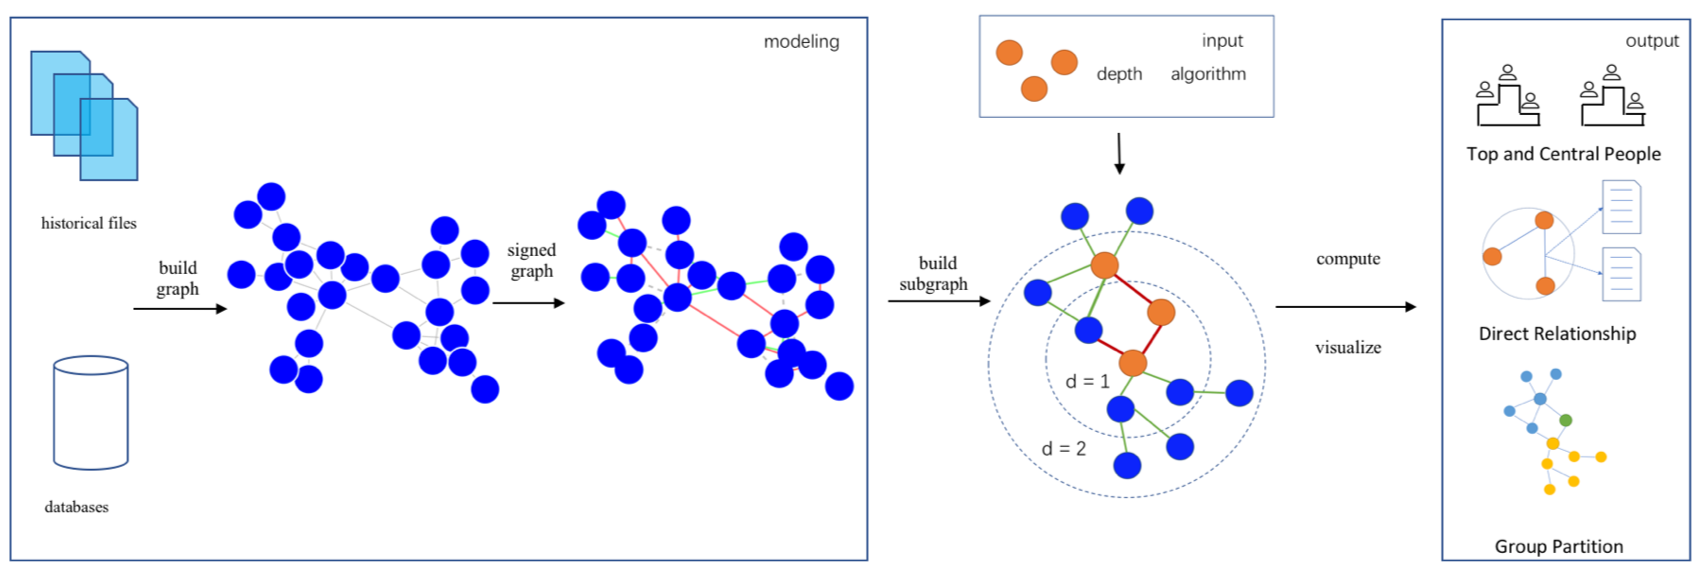 modeling
historical files
databases
build
graph
signed
graph
build
subgraph
input
depth algorithm
d = 1
d = 2
compute
visualize
output
Top and Central People
Direct Relationship
Group Partition